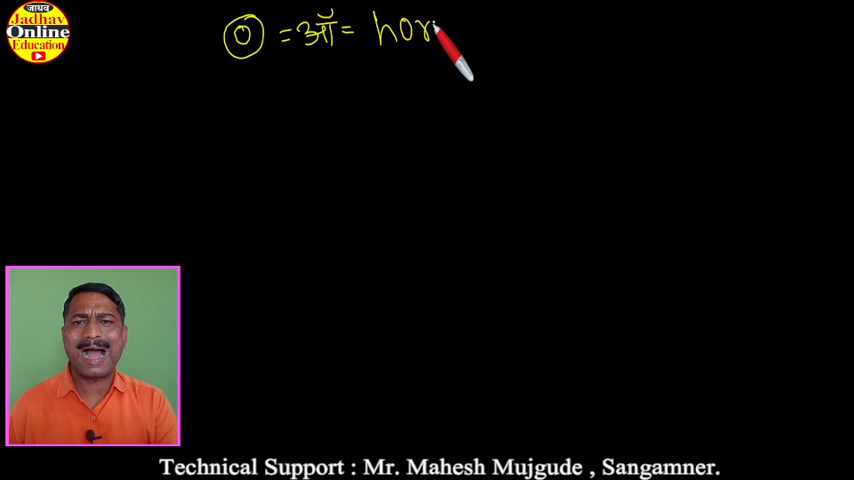 जाधव
Jadhav
Online
Education
o = ऑ = hor
Technical Support : Mr. Mahesh Mujgude , Sangamner.